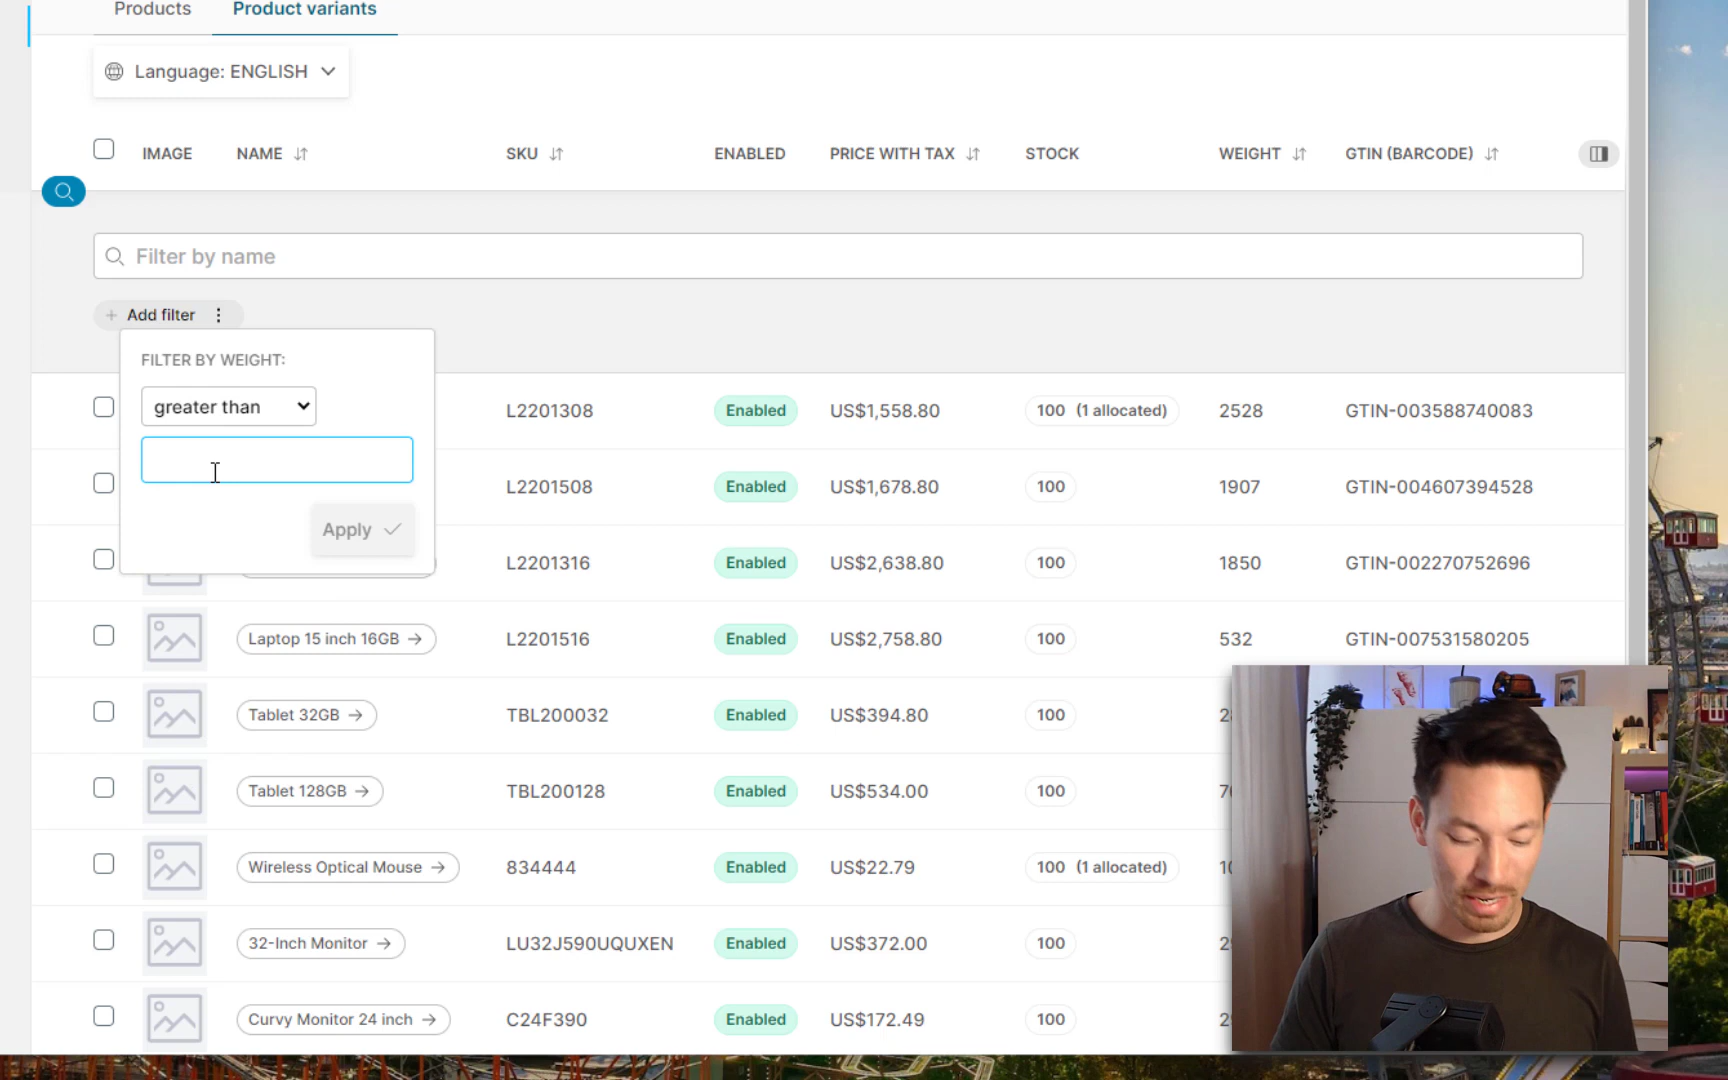 Products Product variants
Language: ENGLISH
IMAGE NAME SKU ENABLED PRICE WITH TAX STOCK WEIGHT GTIN (BARCODE)
Filter by name
+ Add filter
FILTER BY WEIGHT:
greater than
Apply
L2201308 Enabled US$1,558.80 100 (1 allocated) 2528 GTIN-003588740083
L2201508 Enabled US$1,678.80 100 1907 GTIN-004607394528
L2201316 Enabled US$2,638.80 100 1850 GTIN-002270752696
Laptop 15 inch 16GB → L2201516 Enabled US$2,758.80 100 532 GTIN-007531580205
Tablet 32GB → TBL200032 Enabled US$394.80 100
Tablet 128GB → TBL200128 Enabled US$534.00 100
Wireless Optical Mouse → 834444 Enabled US$22.79 100 (1 allocated)
32-Inch Monitor → LU32J590UQUXEN Enabled US$372.00 100
Curvy Monitor 24 inch → C24F390 Enabled US$172.49 100